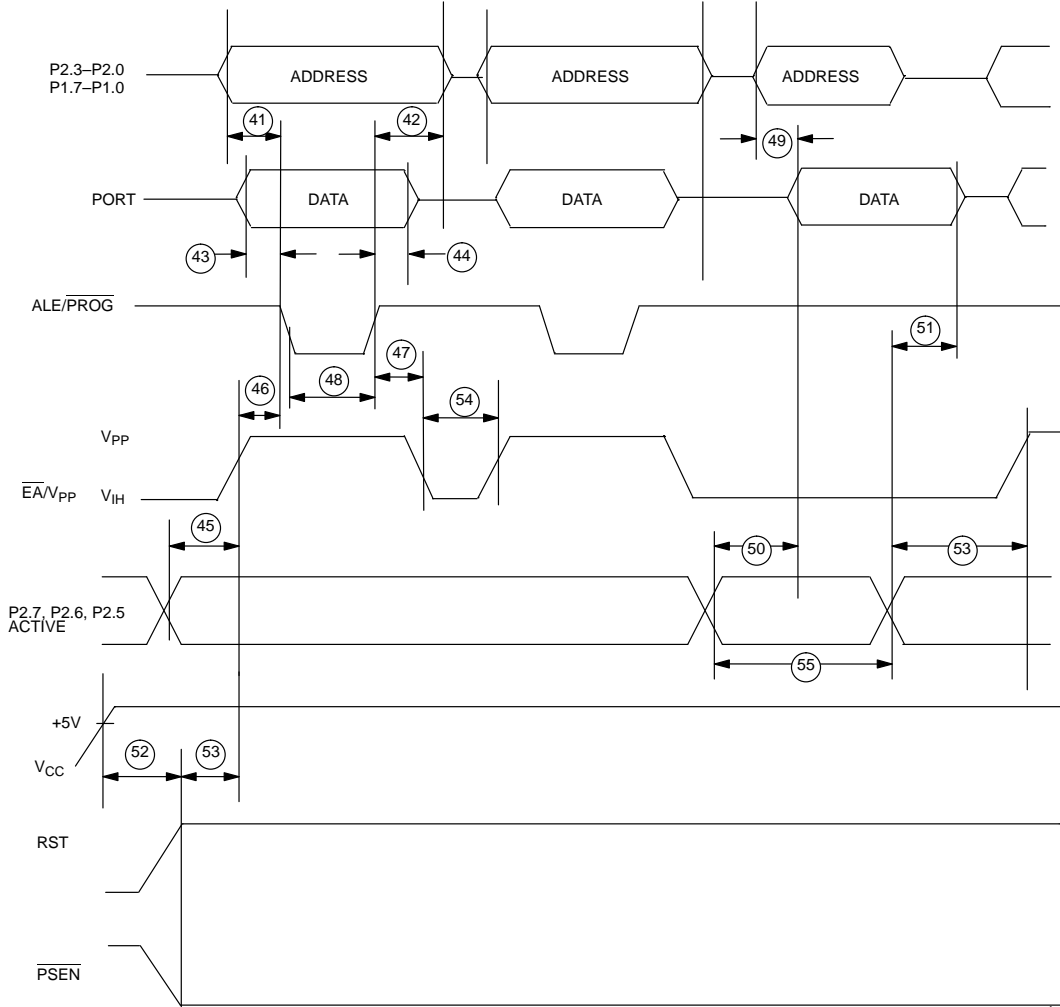 P2.3–P2.0
P1.7–P1.0
ADDRESS
ADDRESS
ADDRESS
41
42
49
PORT
DATA
DATA
DATA
43
44
ALE/PROG
51
47
46
48
54
VPP
EA/VPP VIH
45
50
53
P2.7, P2.6, P2.5
ACTIVE
55
+5V
52
53
VCC
RST
PSEN